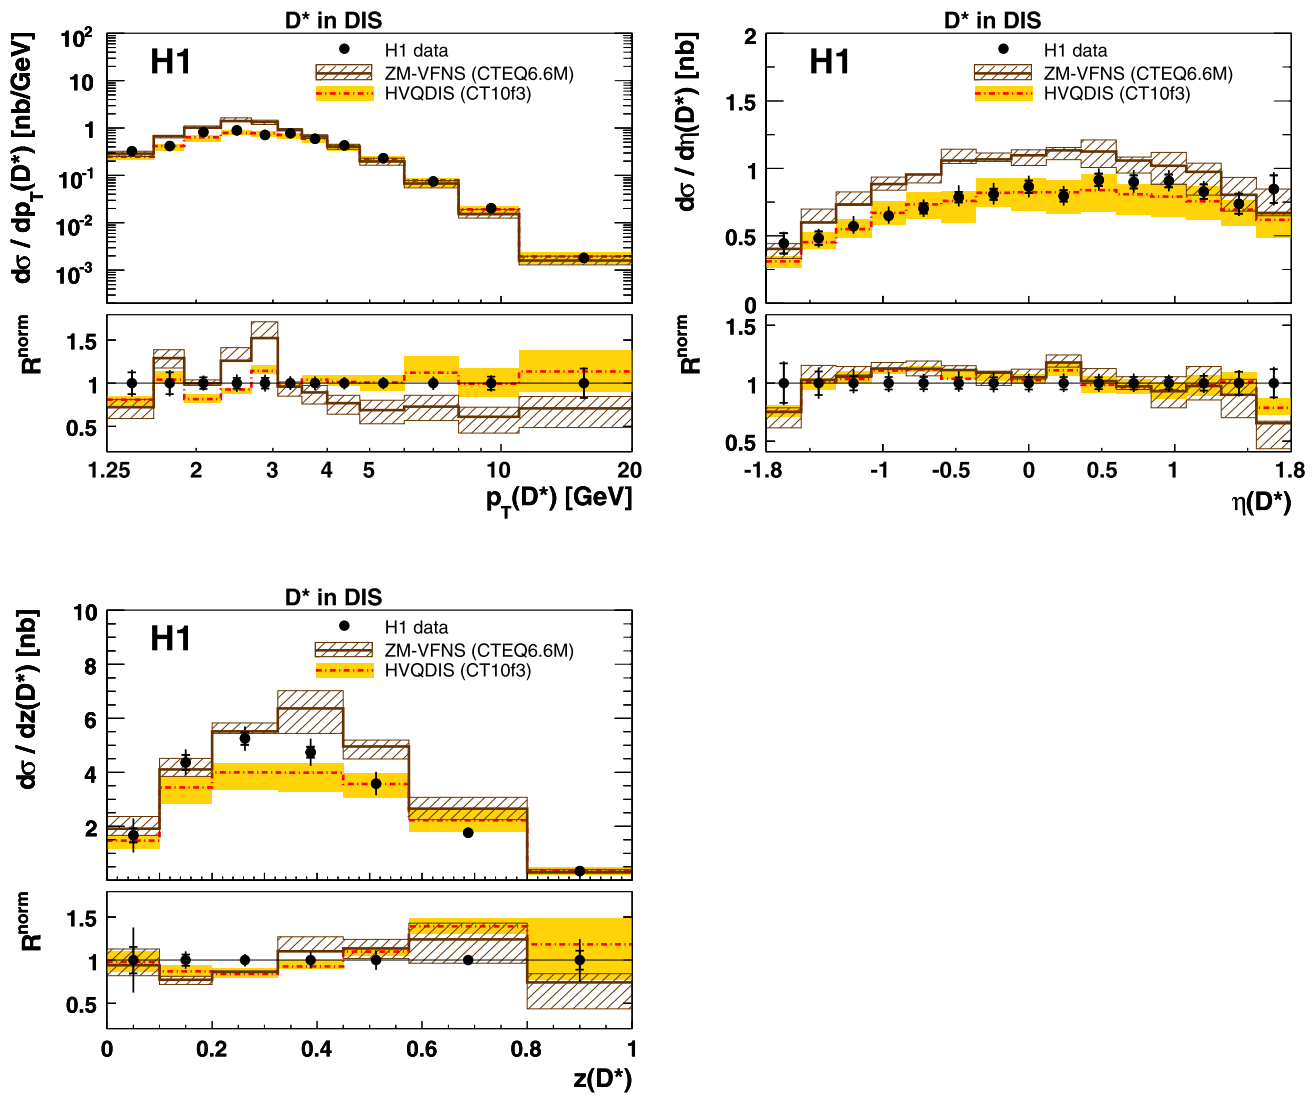 D* in DIS
H1
H1 data
ZM-VFNS (CTEQ6.6M)
HVQDIS (CT10f3)
dσ / dp_T(D*) [nb/GeV]
10²
10
1
10⁻¹
10⁻²
10⁻³
R^norm
1.5
1
0.5
1.25 2 3 4 5 10 20
p_T(D*) [GeV]
D* in DIS
H1
H1 data
ZM-VFNS (CTEQ6.6M)
HVQDIS (CT10f3)
dσ / dη(D*) [nb]
2
1.5
1
0.5
0
R^norm
1.5
1
0.5
-1.8 -1 -0.5 0 0.5 1 1.8
η(D*)
D* in DIS
H1
H1 data
ZM-VFNS (CTEQ6.6M)
HVQDIS (CT10f3)
dσ / dz(D*) [nb]
10
8
6
4
2
R^norm
1.5
1
0.5
0 0.2 0.4 0.6 0.8 1
z(D*)